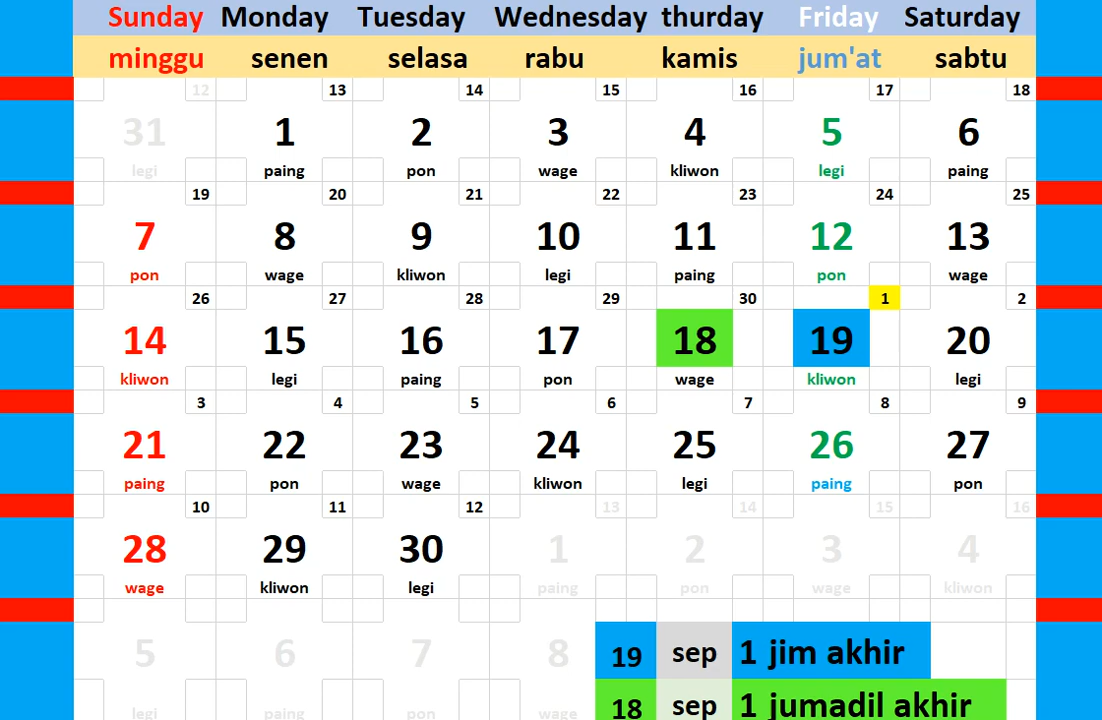 Sunday Monday Tuesday Wednesday thurday Friday Saturday
minggu senen selasa rabu kamis jum'at sabtu
12 13 14 15 16 17 18
31 1 2 3 4 5 6
legi paing pon wage kliwon legi paing
19 20 21 22 23 24 25
7 8 9 10 11 12 13
pon wage kliwon legi paing pon wage
26 27 28 29 30 1 2
14 15 16 17 18 19 20
kliwon legi paing pon wage kliwon legi
3 4 5 6 7 8 9
21 22 23 24 25 26 27
paing pon wage kliwon legi paing pon
10 11 12 13 14 15 16
28 29 30 1 2 3 4
wage kliwon legi paing pon wage kliwon
5 6 7 8 19 sep 1 jim akhir
legi paing pon wage 18 sep 1 jumadil akhir